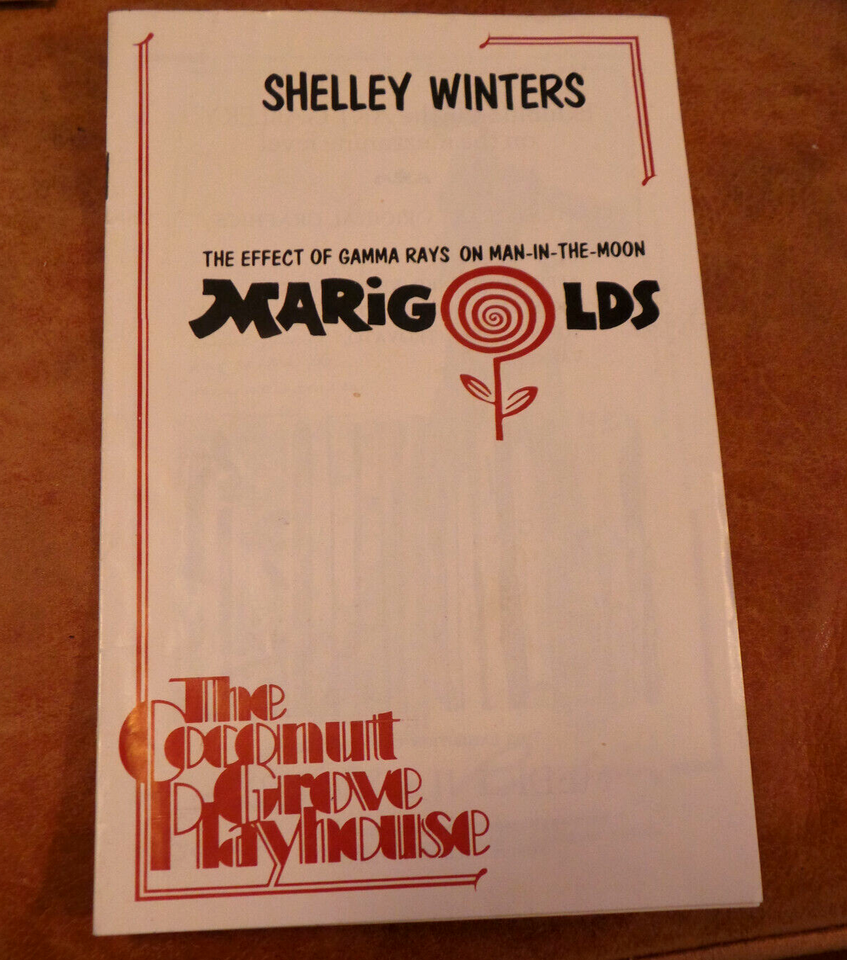 SHELLEY WINTERS
THE EFFECT OF GAMMA RAYS ON MAN-IN-THE-MOON
MARiGOLDS
The
Coconut
Grove
Playhouse